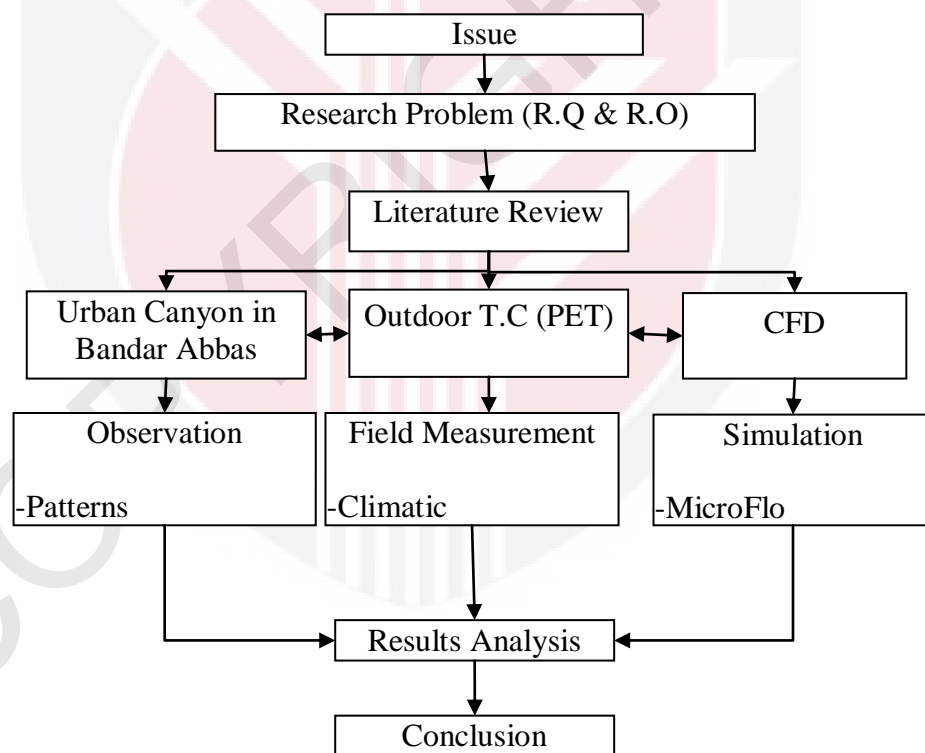 Issue
Research Problem (R.Q & R.O)
Literature Review
Urban Canyon in
Bandar Abbas
Outdoor T.C (PET)
CFD
Observation
-Patterns
Field Measurement
-Climatic
Simulation
-MicroFlo
Results Analysis
Conclusion